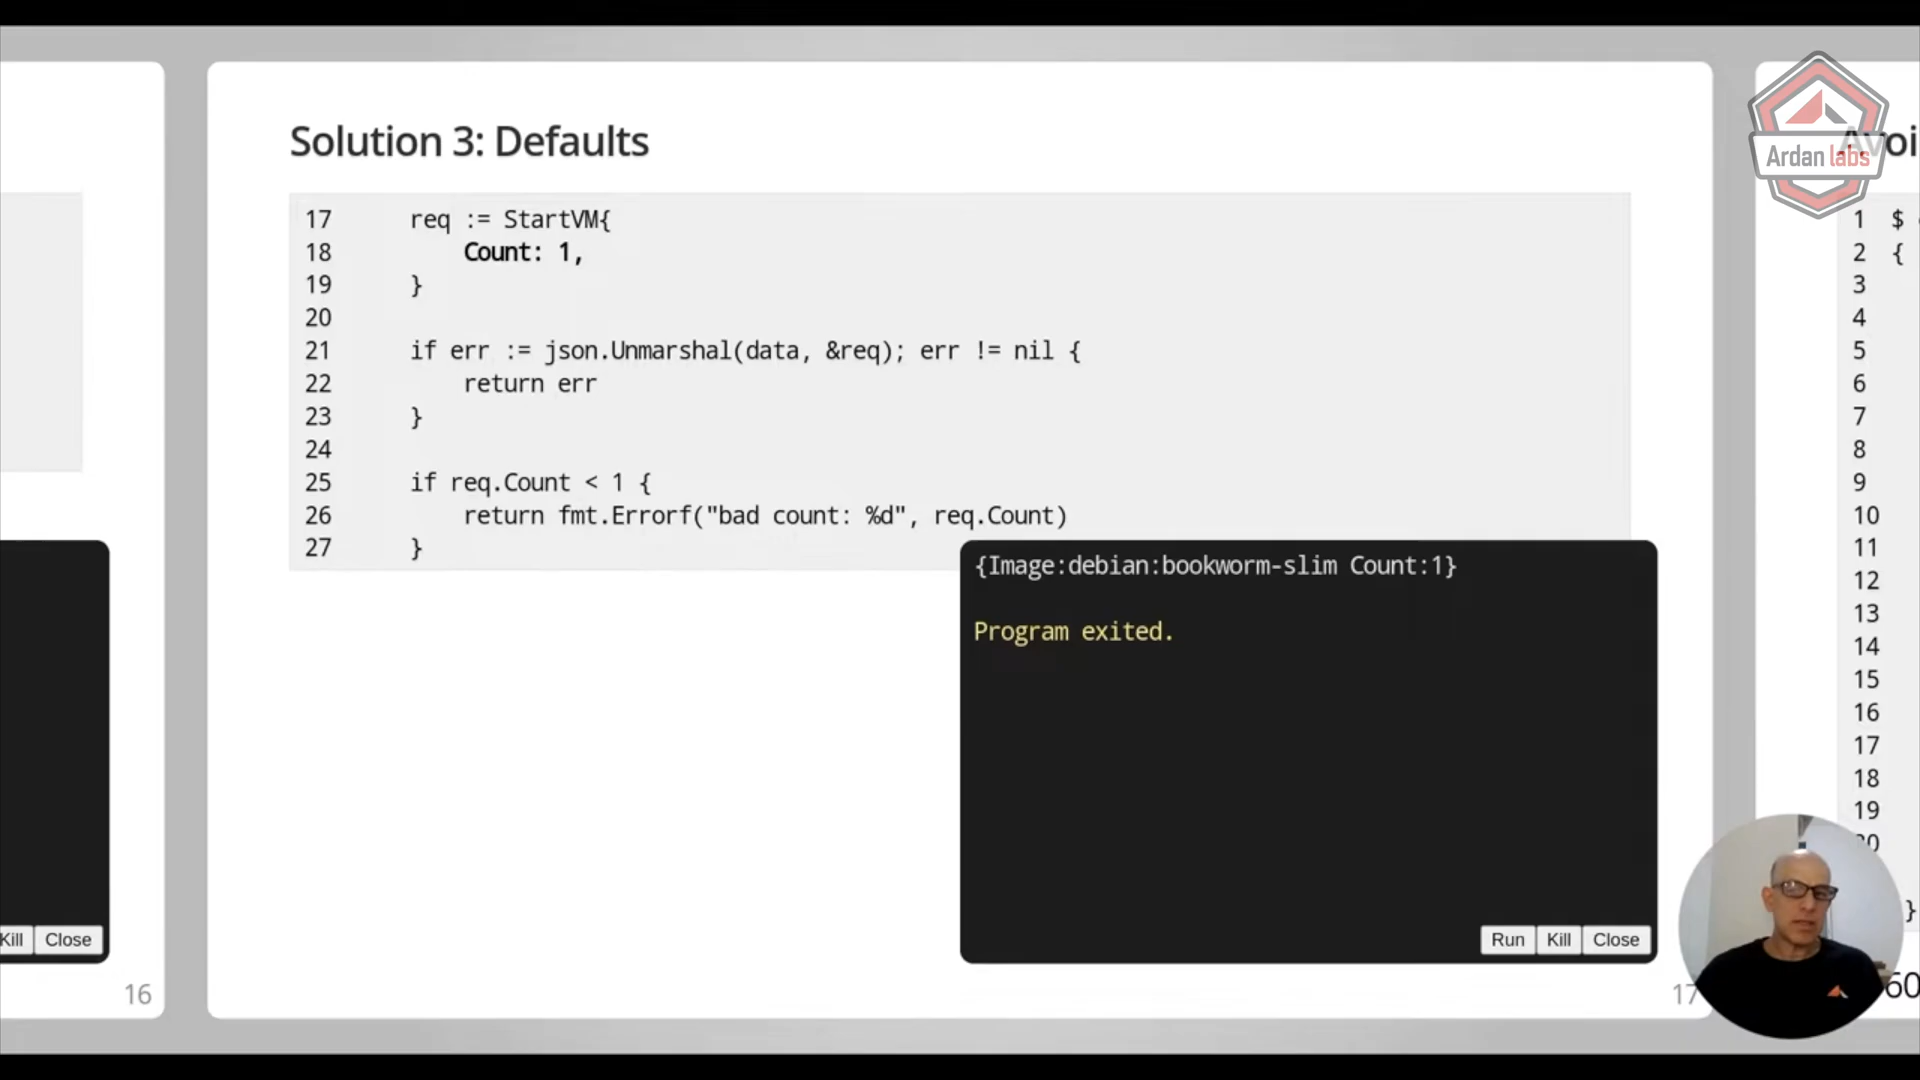 Solution 3: Defaults
17 req := StartVM{
18 Count: 1,
19 }
20
21 if err := json.Unmarshal(data, &req); err != nil {
22 return err
23 }
24
25 if req.Count < 1 {
26 return fmt.Errorf("bad count: %d", req.Count)
27 }
{Image:debian:bookworm-slim Count:1}
Program exited.
Run Kill Close
17
Kill Close
16
Ardan labs
1 $
2 {
3
4
5
6
7
8
9
10
11
12
13
14
15
16
17
18
19
}